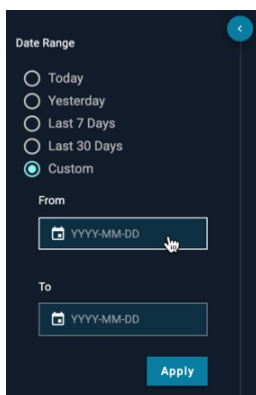 Date Range
Today
Yesterday
Last 7 Days
Last 30 Days
Custom
From
YYYY-MM-DD
To
YYYY-MM-DD
Apply